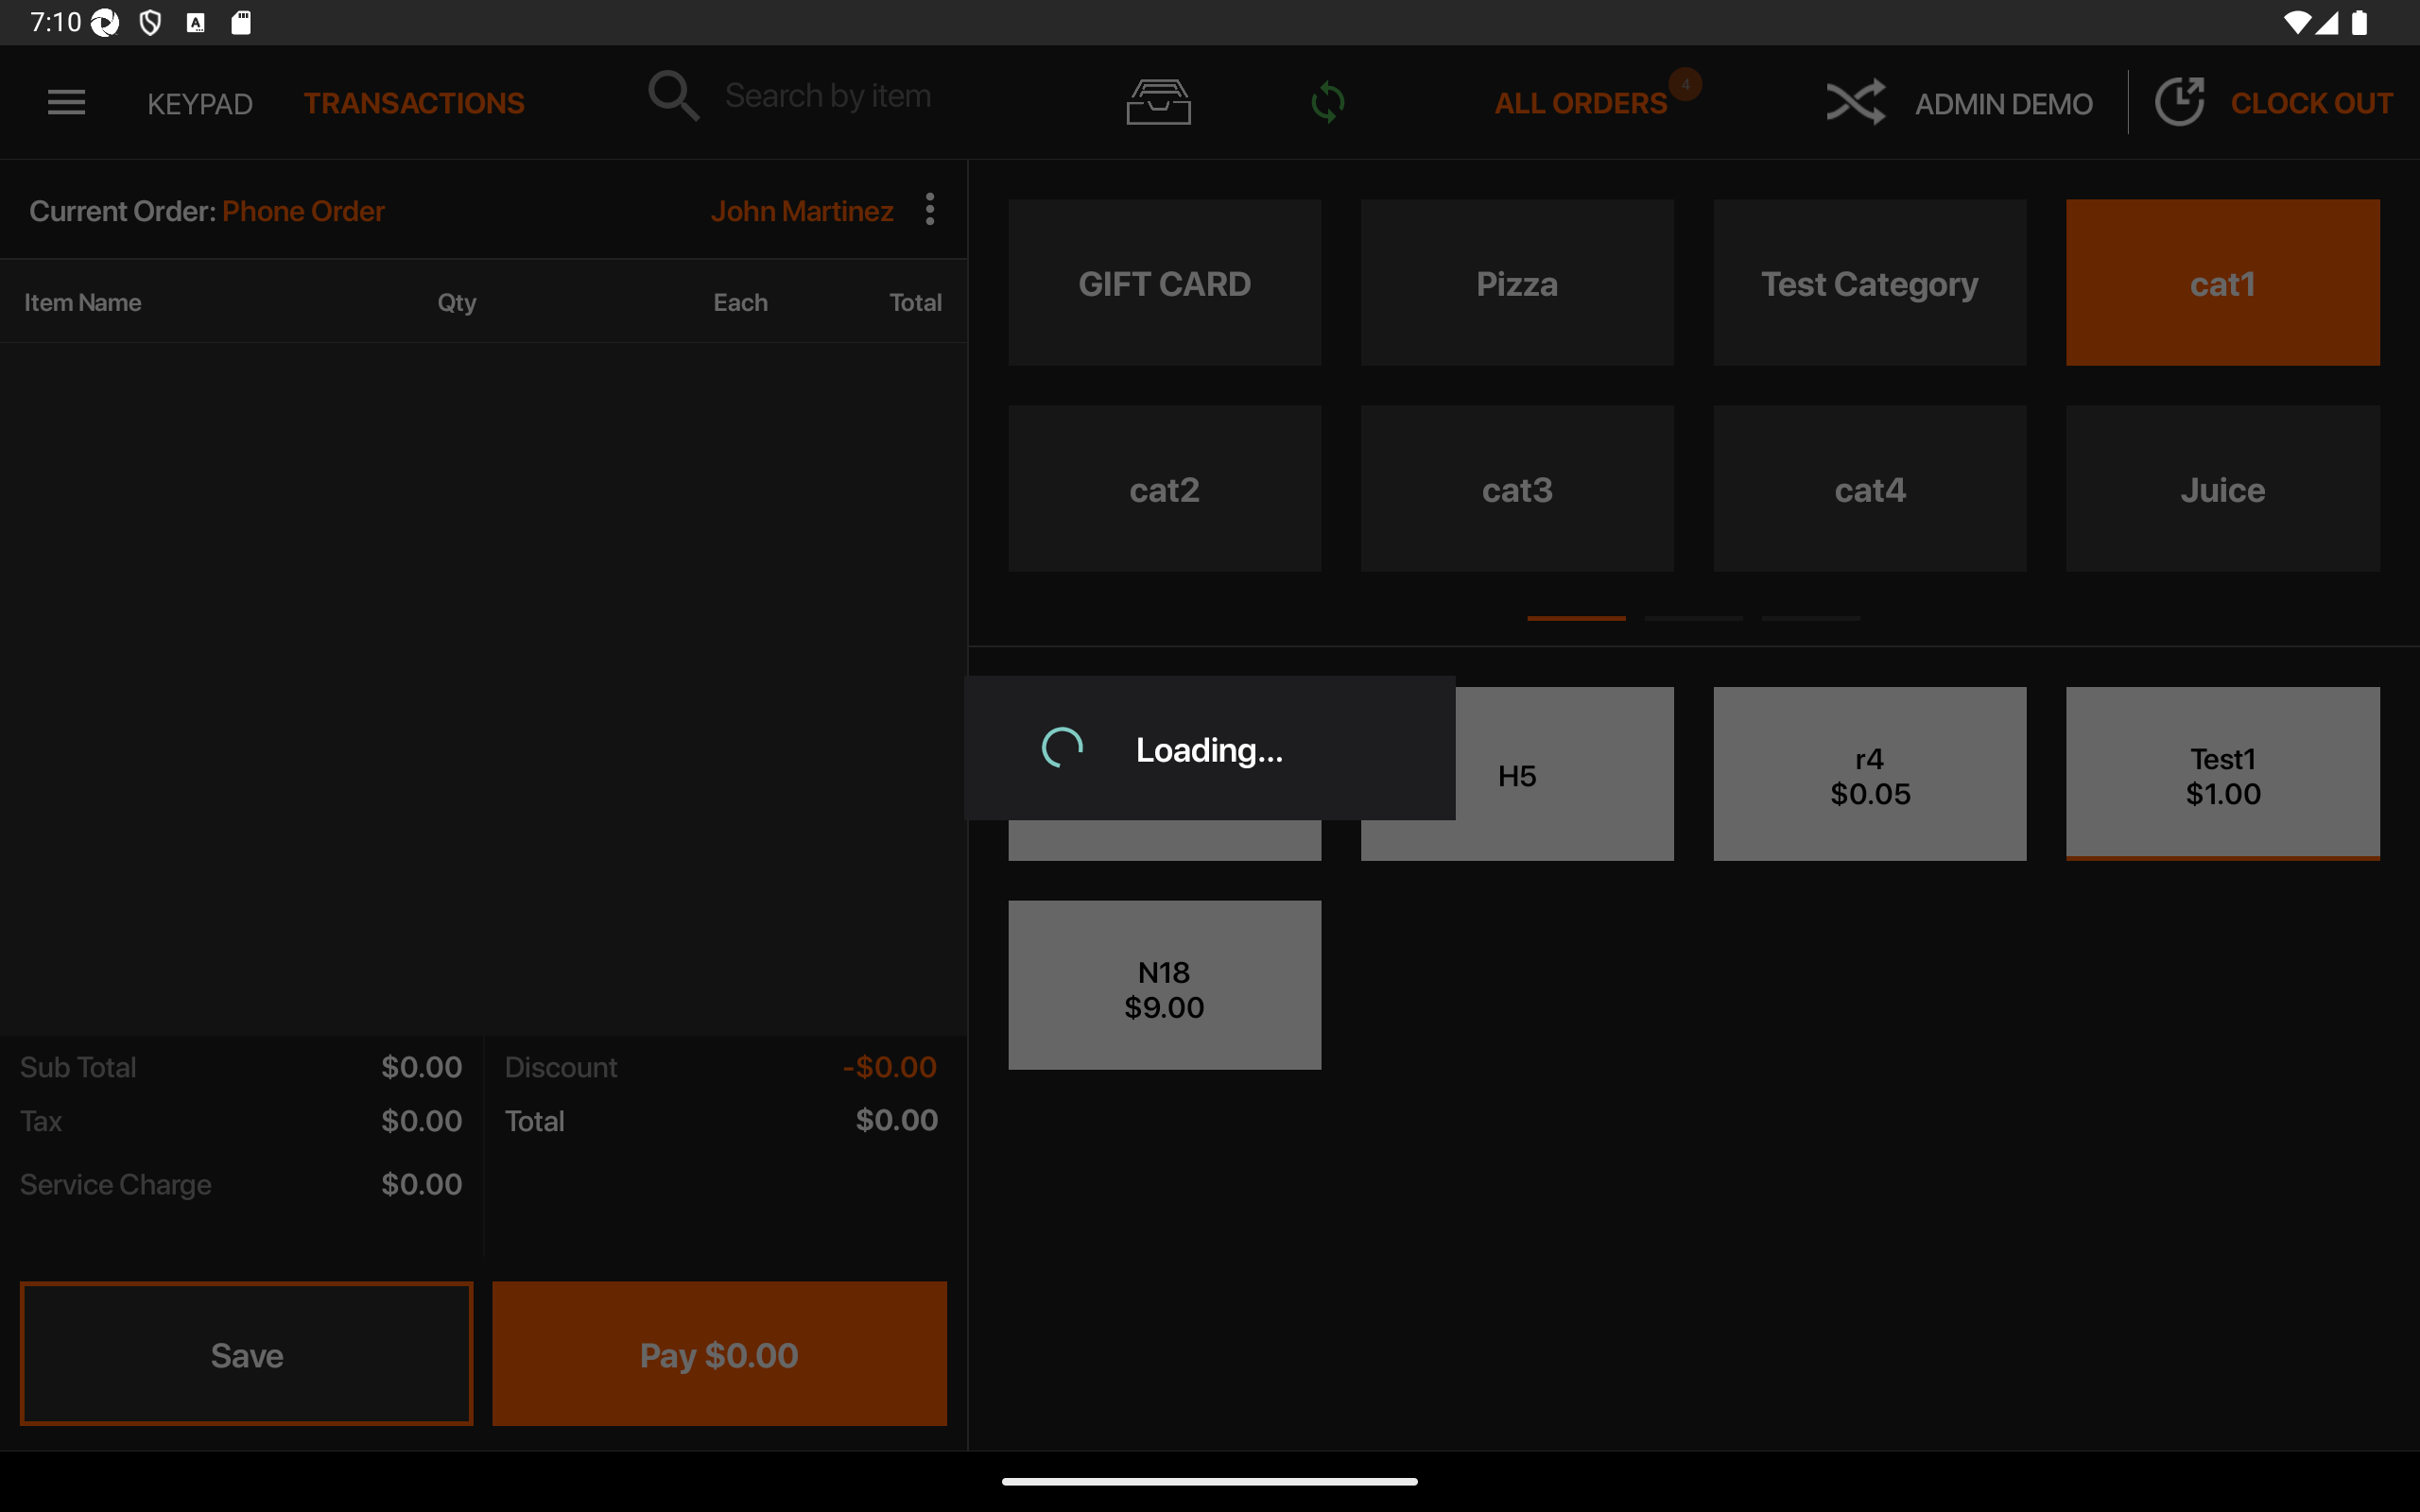 7:10
KEYPAD
TRANSACTIONS
Search by item
ALL ORDERS
4
ADMIN DEMO
CLOCK OUT
Current Order: Phone Order
John Martinez
Item Name
Qty
Each
Total
GIFT CARD
Pizza
Test Category
cat1
cat2
cat3
cat4
Juice
Loading...
H5
r4
$0.05
Test1
$1.00
N18
$9.00
Sub Total
$0.00
Discount
-$0.00
Tax
$0.00
Total
$0.00
Service Charge
$0.00
Save
Pay $0.00